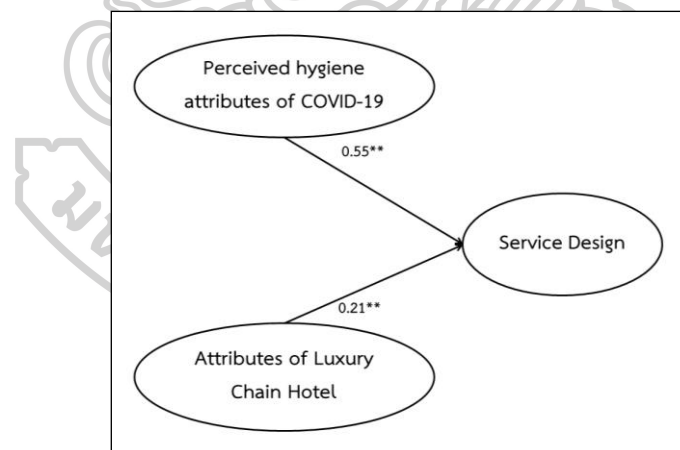 Perceived hygiene
attributes of COVID-19
0.55**
Service Design
0.21**
Attributes of Luxury
Chain Hotel